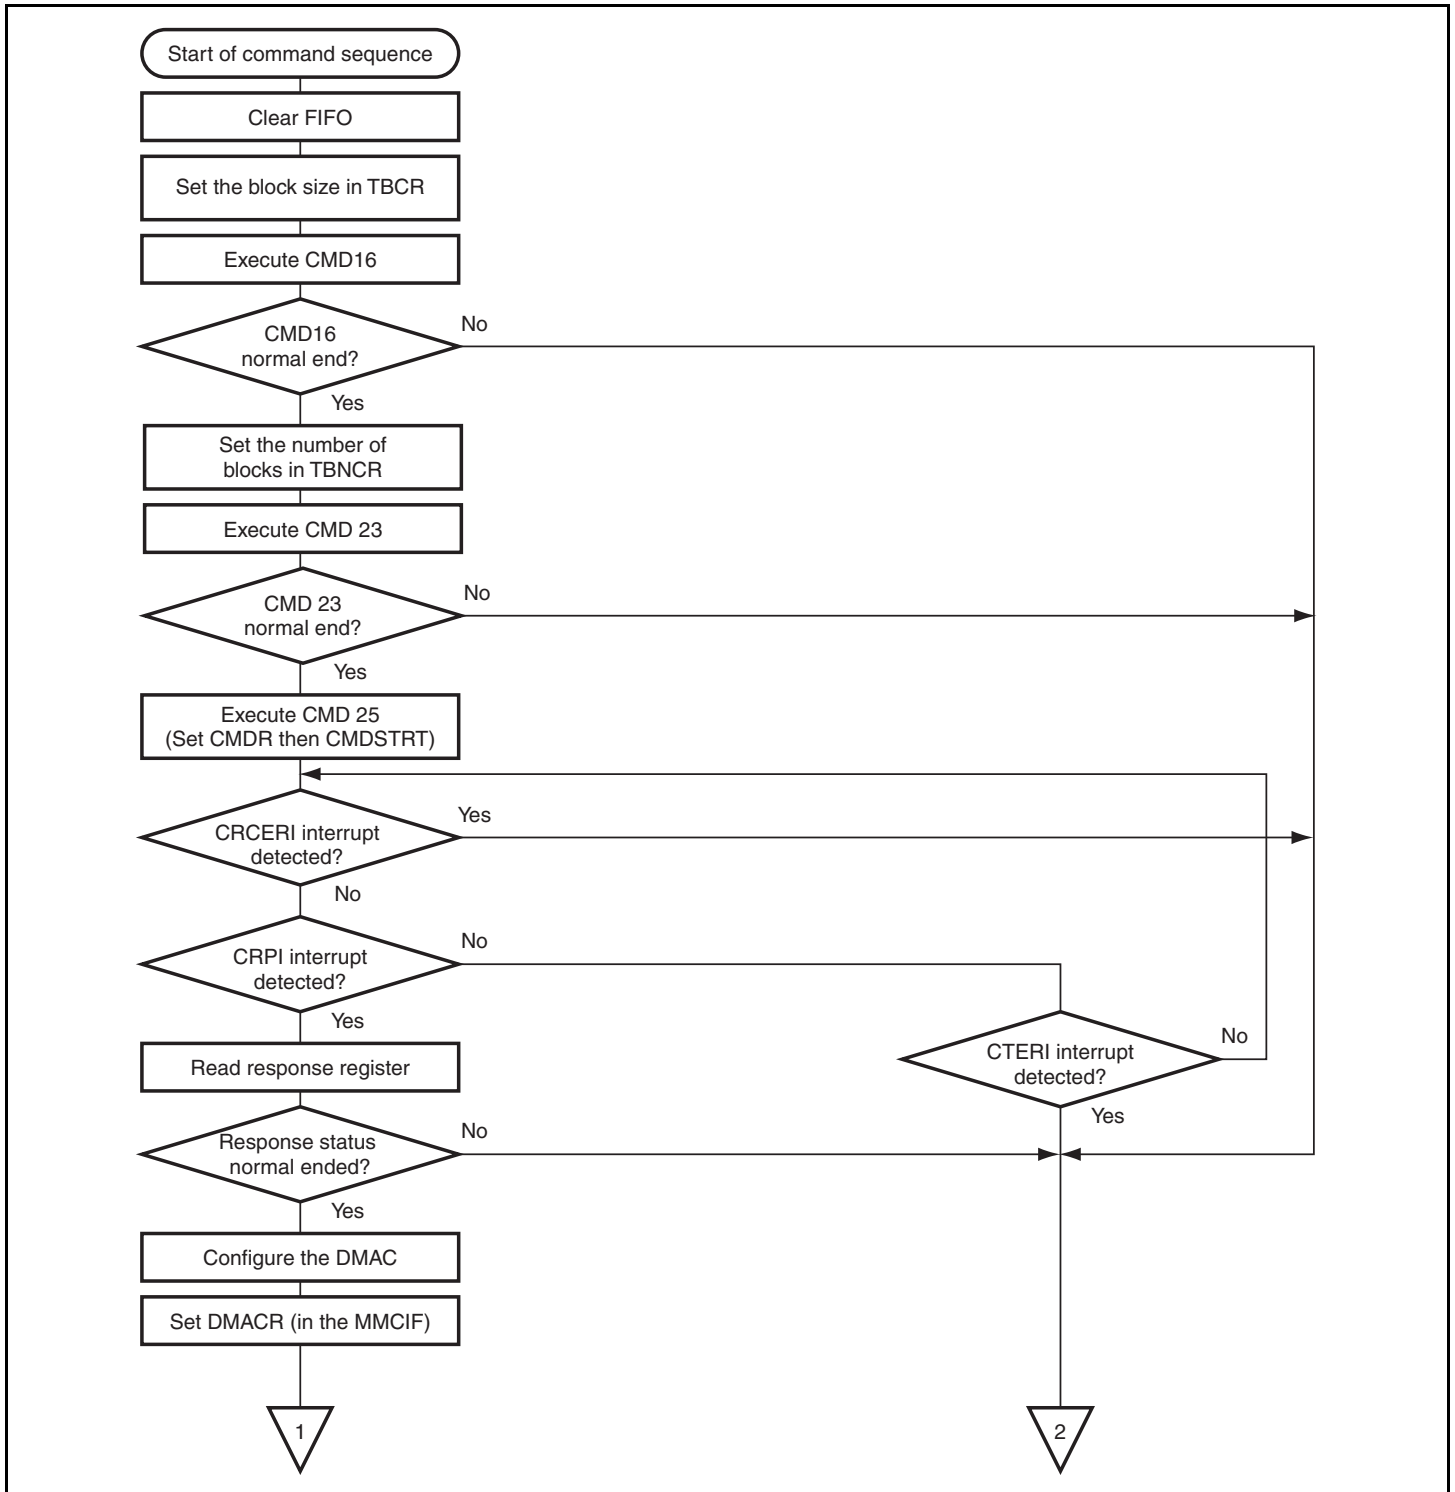 Start of command sequence
Clear FIFO
Set the block size in TBCR
Execute CMD16
CMD16
normal end?
No
Yes
Set the number of
blocks in TBNCR
Execute CMD 23
CMD 23
normal end?
No
Yes
Execute CMD 25
(Set CMDR then CMDSTRT)
CRCERI interrupt
detected?
Yes
No
CRPI interrupt
detected?
No
Yes
CTERI interrupt
detected?
No
Yes
Read response register
Response status
normal ended?
No
Yes
Configure the DMAC
Set DMACR (in the MMCIF)
1
2